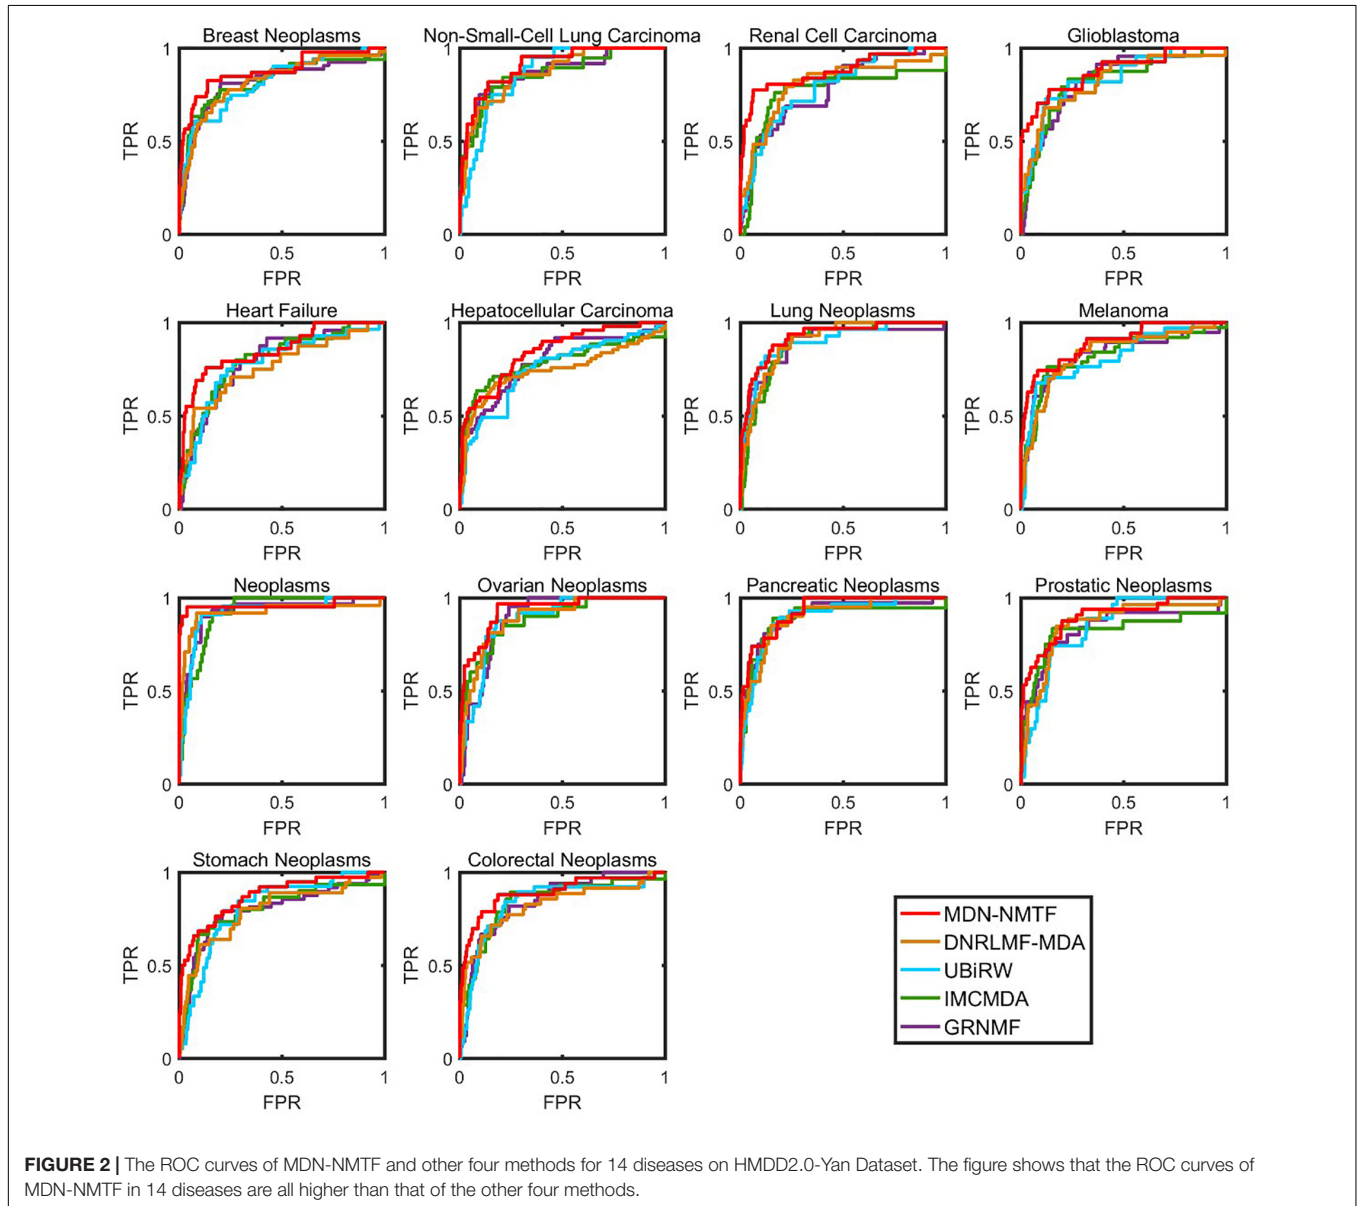 Breast Neoplasms
1
0.5
0
TPR
0
0.5
1
FPR
Non-Small-Cell Lung Carcinoma
1
0.5
0
TPR
0
0.5
1
FPR
Renal Cell Carcinoma
1
0.5
0
TPR
0
0.5
1
FPR
Glioblastoma
1
0.5
0
TPR
0
0.5
1
FPR
Heart Failure
1
0.5
0
TPR
0
0.5
1
FPR
Hepatocellular Carcinoma
1
0.5
0
TPR
0
0.5
1
FPR
Lung Neoplasms
1
0.5
0
TPR
0
0.5
1
FPR
Melanoma
1
0.5
0
TPR
0
0.5
1
FPR
Neoplasms
1
0.5
0
TPR
0
0.5
1
FPR
Ovarian Neoplasms
1
0.5
0
TPR
0
0.5
1
FPR
Pancreatic Neoplasms
1
0.5
0
TPR
0
0.5
1
FPR
Prostatic Neoplasms
1
0.5
0
TPR
0
0.5
1
FPR
Stomach Neoplasms
1
0.5
0
TPR
0
0.5
1
FPR
Colorectal Neoplasms
1
0.5
0
TPR
0
0.5
1
FPR
MDN-NMTF
DNRLMF-MDA
UBiRW
IMCMDA
GRNMF
FIGURE 2 | The ROC curves of MDN-NMTF and other four methods for 14 diseases on HMDD2.0-Yan Dataset. The figure shows that the ROC curves of
MDN-NMTF in 14 diseases are all higher than that of the other four methods.